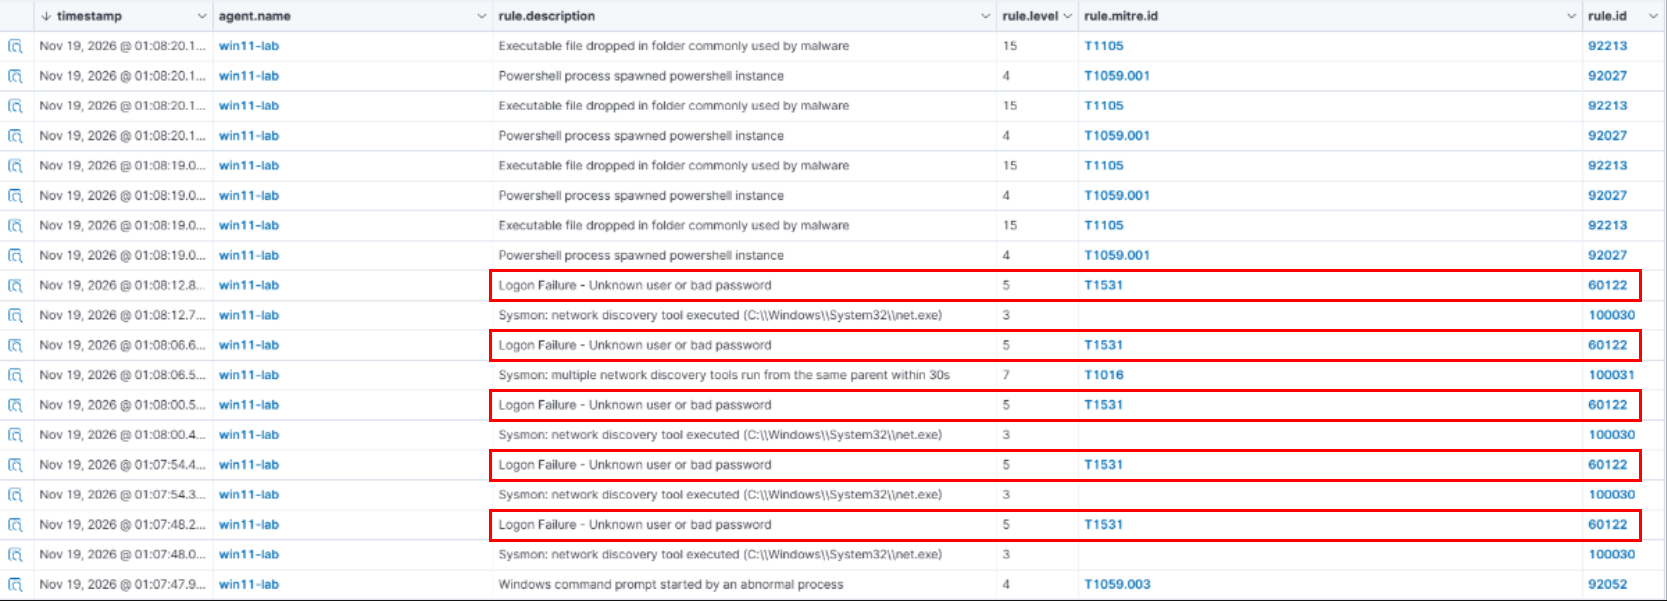 timestamp agent.name rule.description rule.level rule.mitre.id rule.id
Nov 19, 2026 @ 01:08:20.1... win11-lab Executable file dropped in folder commonly used by malware 15 T1105 92213
Nov 19, 2026 @ 01:08:20.1... win11-lab Powershell process spawned powershell instance 4 T1059.001 92027
Nov 19, 2026 @ 01:08:20.1... win11-lab Executable file dropped in folder commonly used by malware 15 T1105 92213
Nov 19, 2026 @ 01:08:20.1... win11-lab Powershell process spawned powershell instance 4 T1059.001 92027
Nov 19, 2026 @ 01:08:19.0... win11-lab Executable file dropped in folder commonly used by malware 15 T1105 92213
Nov 19, 2026 @ 01:08:19.0... win11-lab Powershell process spawned powershell instance 4 T1059.001 92027
Nov 19, 2026 @ 01:08:19.0... win11-lab Executable file dropped in folder commonly used by malware 15 T1105 92213
Nov 19, 2026 @ 01:08:19.0... win11-lab Powershell process spawned powershell instance 4 T1059.001 92027
Nov 19, 2026 @ 01:08:12.8... win11-lab Logon Failure - Unknown user or bad password 5 T1531 60122
Nov 19, 2026 @ 01:08:12.7... win11-lab Sysmon: network discovery tool executed (C:\\Windows\\System32\\net.exe) 3 100030
Nov 19, 2026 @ 01:08:06.6... win11-lab Logon Failure - Unknown user or bad password 5 T1531 60122
Nov 19, 2026 @ 01:08:06.5... win11-lab Sysmon: multiple network discovery tools run from the same parent within 30s 7 T1016 100031
Nov 19, 2026 @ 01:08:00.5... win11-lab Logon Failure - Unknown user or bad password 5 T1531 60122
Nov 19, 2026 @ 01:08:00.4... win11-lab Sysmon: network discovery tool executed (C:\\Windows\\System32\\net.exe) 3 100030
Nov 19, 2026 @ 01:07:54.4... win11-lab Logon Failure - Unknown user or bad password 5 T1531 60122
Nov 19, 2026 @ 01:07:54.3... win11-lab Sysmon: network discovery tool executed (C:\\Windows\\System32\\net.exe) 3 100030
Nov 19, 2026 @ 01:07:48.2... win11-lab Logon Failure - Unknown user or bad password 5 T1531 60122
Nov 19, 2026 @ 01:07:48.0... win11-lab Sysmon: network discovery tool executed (C:\\Windows\\System32\\net.exe) 3 100030
Nov 19, 2026 @ 01:07:47.9... win11-lab Windows command prompt started by an abnormal process 4 T1059.003 92052